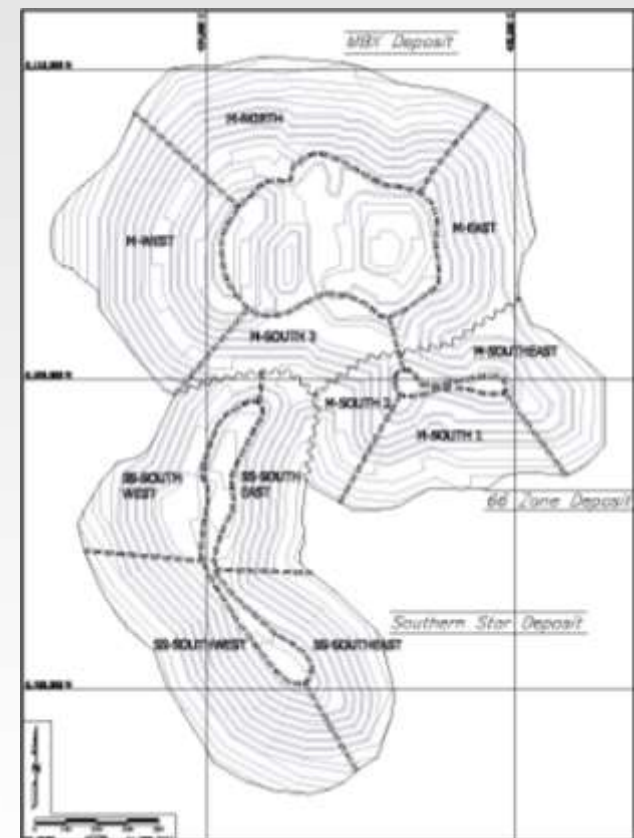 MBX Deposit
M-NORTH
M-WEST
M-EAST
M-SOUTH 3
M-SOUTHEAST
M-SOUTH 2
M-SOUTH 1
SS-SOUTH
WEST
SS-SOUTH
EAST
66 Zone Deposit
Southern Star Deposit
SS-SOUTHWEST
SS-SOUTHEAST